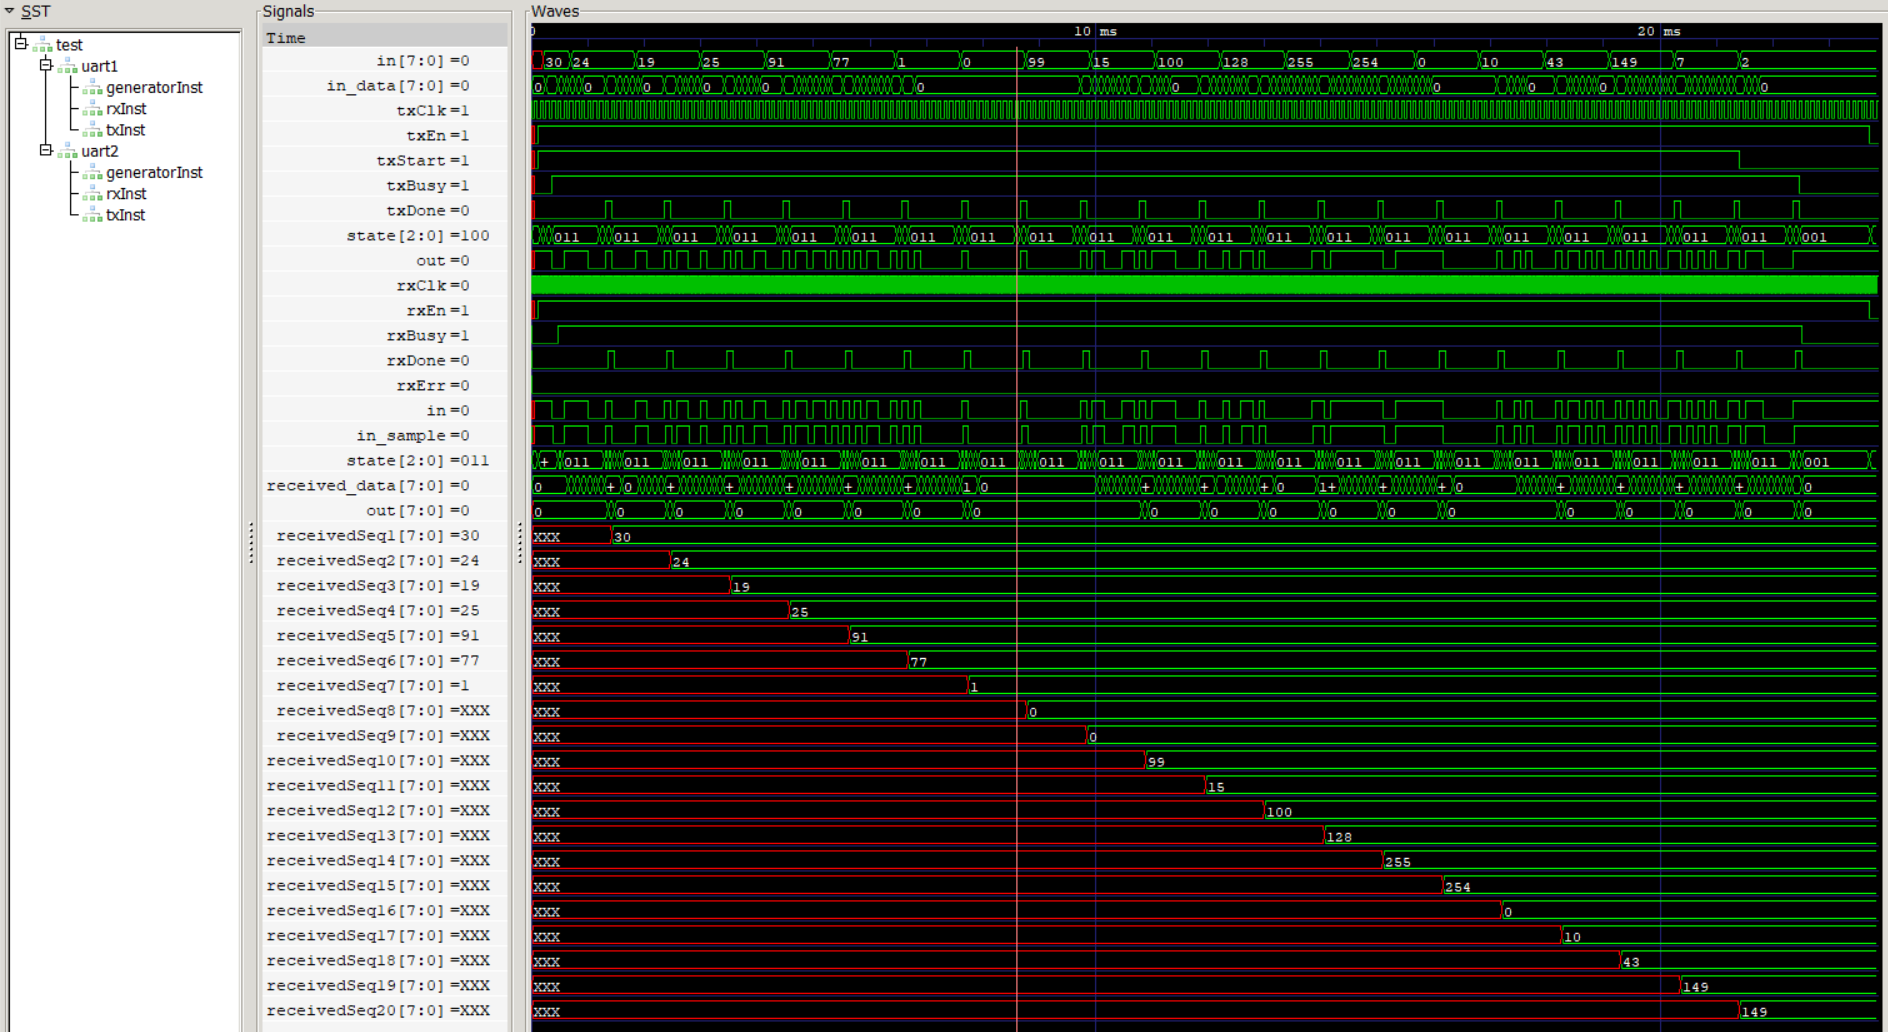 SST
test
uart1
generatorInst
rxInst
txInst
uart2
generatorInst
rxInst
txInst
Signals
Time
in[7:0] =0
in_data[7:0] =0
txClk =1
txEn =1
txStart =1
txBusy =1
txDone =0
state[2:0] =100
out =0
rxClk =0
rxEn =1
rxBusy =1
rxDone =0
rxErr =0
in =0
in_sample =0
state[2:0] =011
received_data[7:0] =0
out[7:0] =0
receivedSeq1[7:0] =30
receivedSeq2[7:0] =24
receivedSeq3[7:0] =19
receivedSeq4[7:0] =25
receivedSeq5[7:0] =91
receivedSeq6[7:0] =77
receivedSeq7[7:0] =1
receivedSeq8[7:0] =XXX
receivedSeq9[7:0] =XXX
receivedSeq10[7:0] =XXX
receivedSeq11[7:0] =XXX
receivedSeq12[7:0] =XXX
receivedSeq13[7:0] =XXX
receivedSeq14[7:0] =XXX
receivedSeq15[7:0] =XXX
receivedSeq16[7:0] =XXX
receivedSeq17[7:0] =XXX
receivedSeq18[7:0] =XXX
receivedSeq19[7:0] =XXX
receivedSeq20[7:0] =XXX
Waves
0 10 ms 20 ms
30 24 19 25 91 77 1 0 99 15 100 128 255 254 0 10 43 149 7 2
0 0 0 0 0 0 0 0 0 0 0
011 011 011 011 011 011 011 011 011 011 011 011 011 011 011 011 011 011 011 011 011 001
+ 011 011 011 011 011 011 011 011 011 011 011 011 011 011 011 011 011 011 011 011 011 001
0 + 0 + + + + + 1 0 + + + 0 1+ + + 0 + + + + 0
0 0 0 0 0 0 0 0 0 0 0 0 0 0 0 0 0 0 0
XXX 30
XXX 24
XXX 19
XXX 25
XXX 91
XXX 77
XXX 1
XXX 0
XXX 0
XXX 99
XXX 15
XXX 100
XXX 128
XXX 255
XXX 254
XXX 0
XXX 10
XXX 43
XXX 149
XXX 149